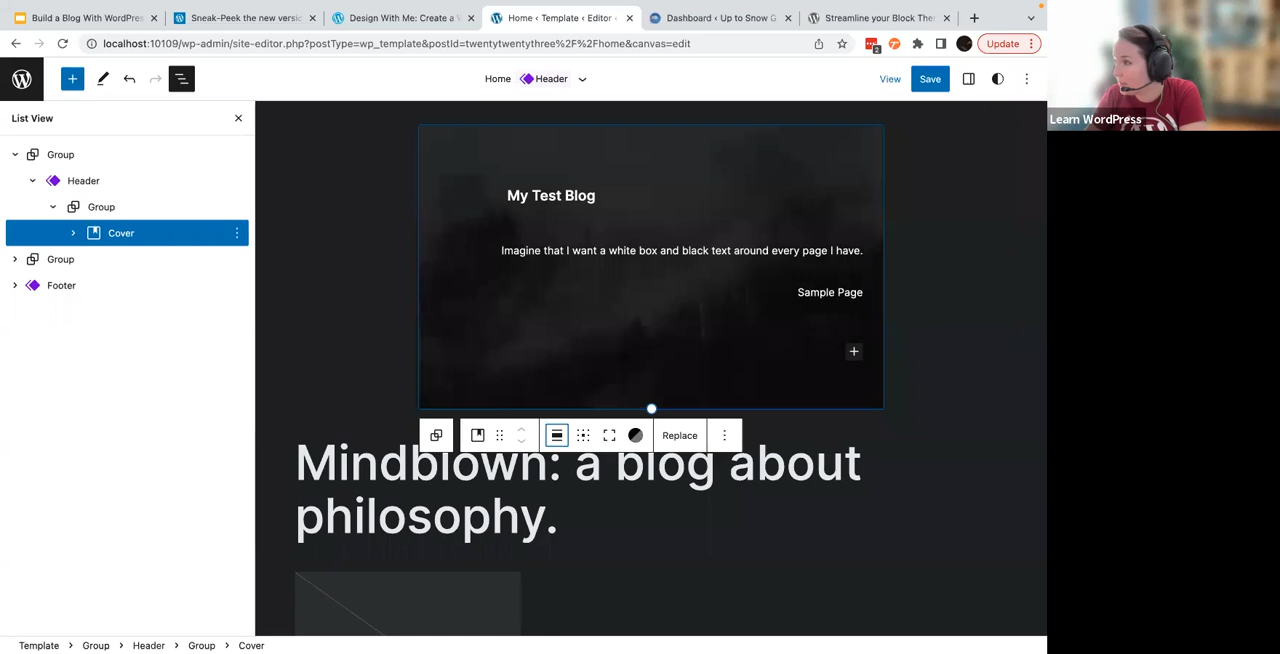 Build a Blog With WordPres
Sneak-Peek the new versio
Design With Me: Create a
Home ‹ Template ‹ Editor ‹
Dashboard ‹ Up to Snow G
Streamline your Block The
localhost:10109/wp-admin/site-editor.php?postType=wp_template&postId=twentytwentythree%2F%2Fhome&canvas=edit
2
Update
Home
Header
View
Save
Learn WordPress
List View
Group
Header
Group
Cover
Group
Footer
My Test Blog
Imagine that I want a white box and black text around every page I have.
Sample Page
Replace
Mindblown: a blog about
philosophy.
Template > Group > Header > Group > Cover